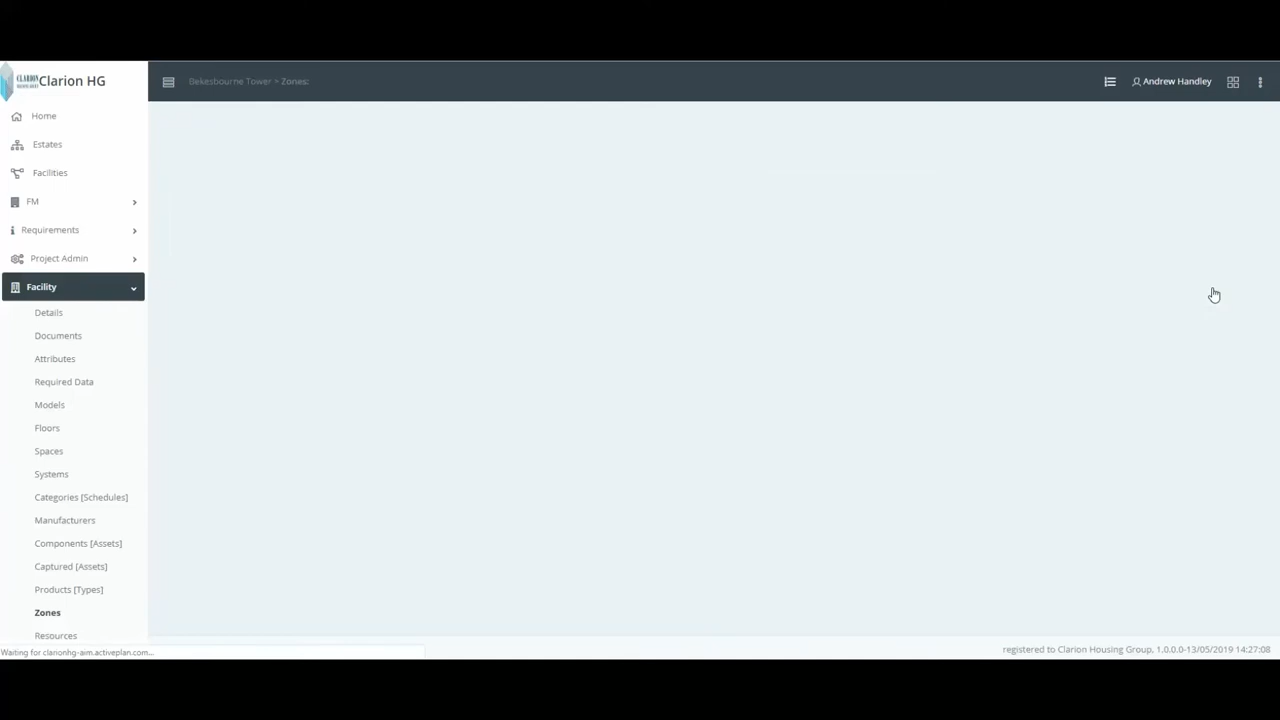 CLARION
Clarion HG
Bekesbourne Tower > Zones:
Andrew Handley
Home
Estates
Facilities
FM
Requirements
Project Admin
Facility
Details
Documents
Attributes
Required Data
Models
Floors
Spaces
Systems
Categories [Schedules]
Manufacturers
Components [Assets]
Captured [Assets]
Products [Types]
Zones
Resources
Waiting for clarionhg-aim.activeplan.com...
registered to Clarion Housing Group, 1.0.0.0-13/05/2019 14:27:08